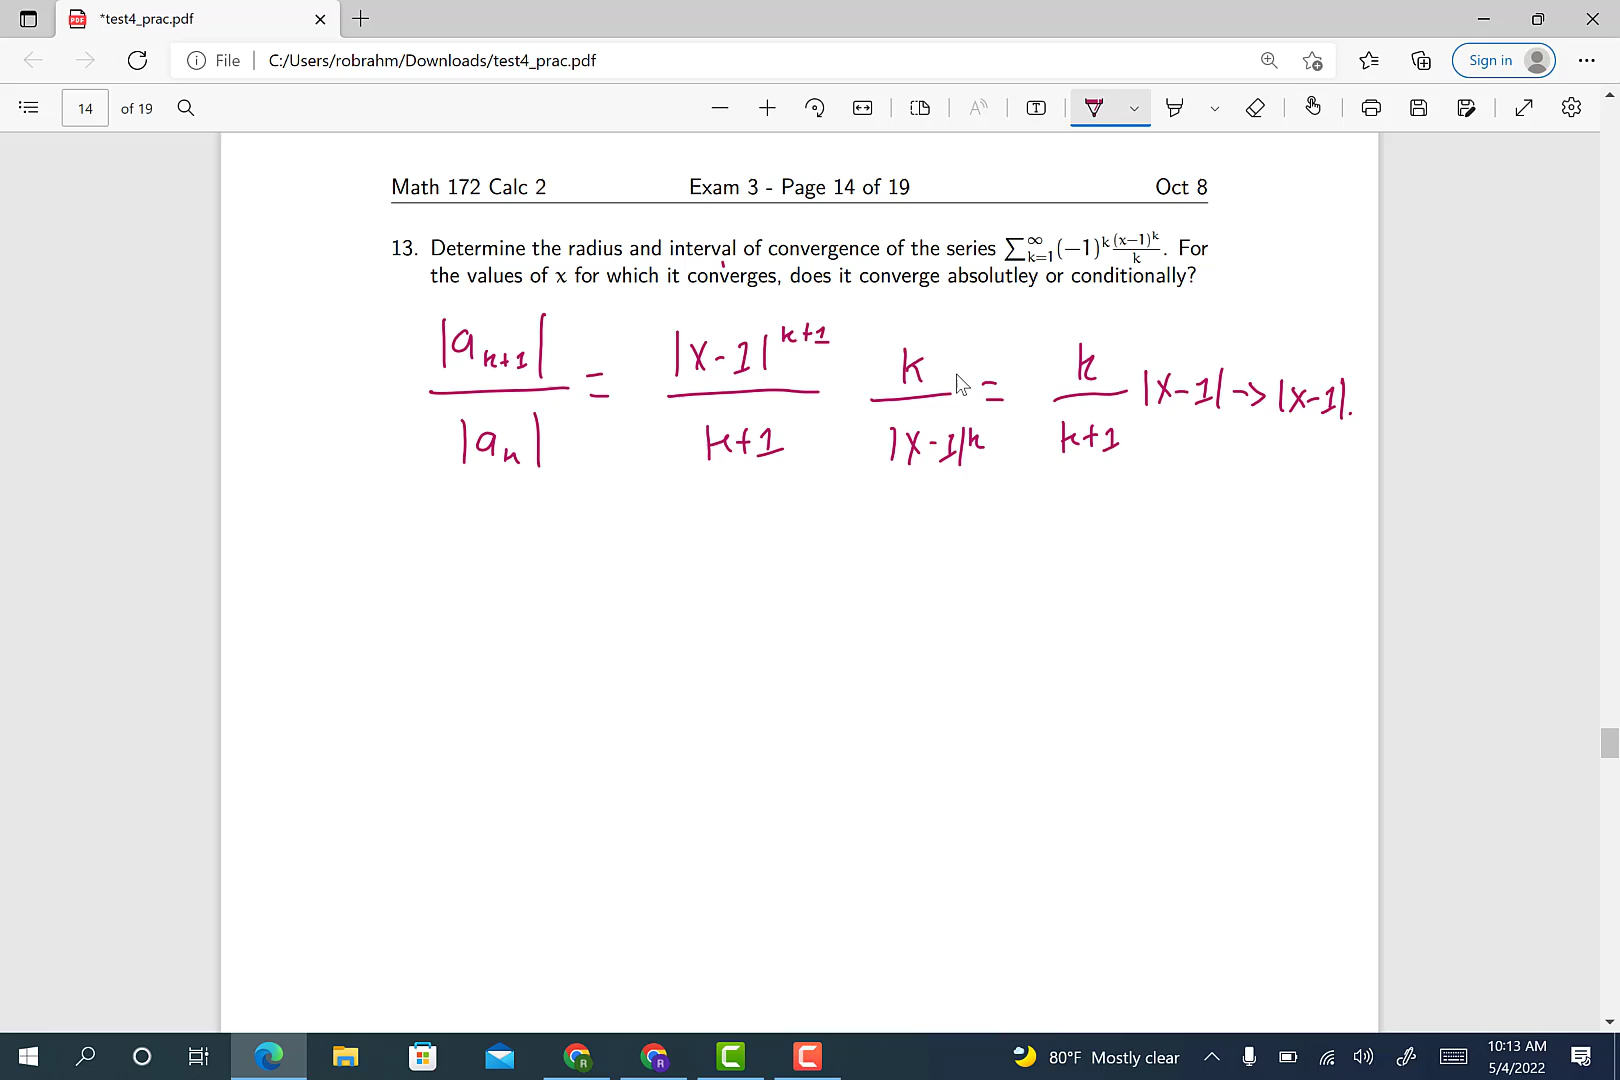 *test4_prac.pdf
File C:/Users/robrahm/Downloads/test4_prac.pdf Sign in
14 of 19
Math 172 Calc 2 Exam 3 - Page 14 of 19 Oct 8
13. Determine the radius and interval of convergence of the series ∑_{k=1}^{∞}(−1)^k (x−1)^k/k. For
the values of x for which it converges, does it converge absolutley or conditionally?
|a_{k+1}|/|a_k| = |x-1|^{k+1}/(k+1) k/|x-1|^k = k/(k+1) |x-1| → |x-1|.
80°F Mostly clear
10:13 AM
5/4/2022